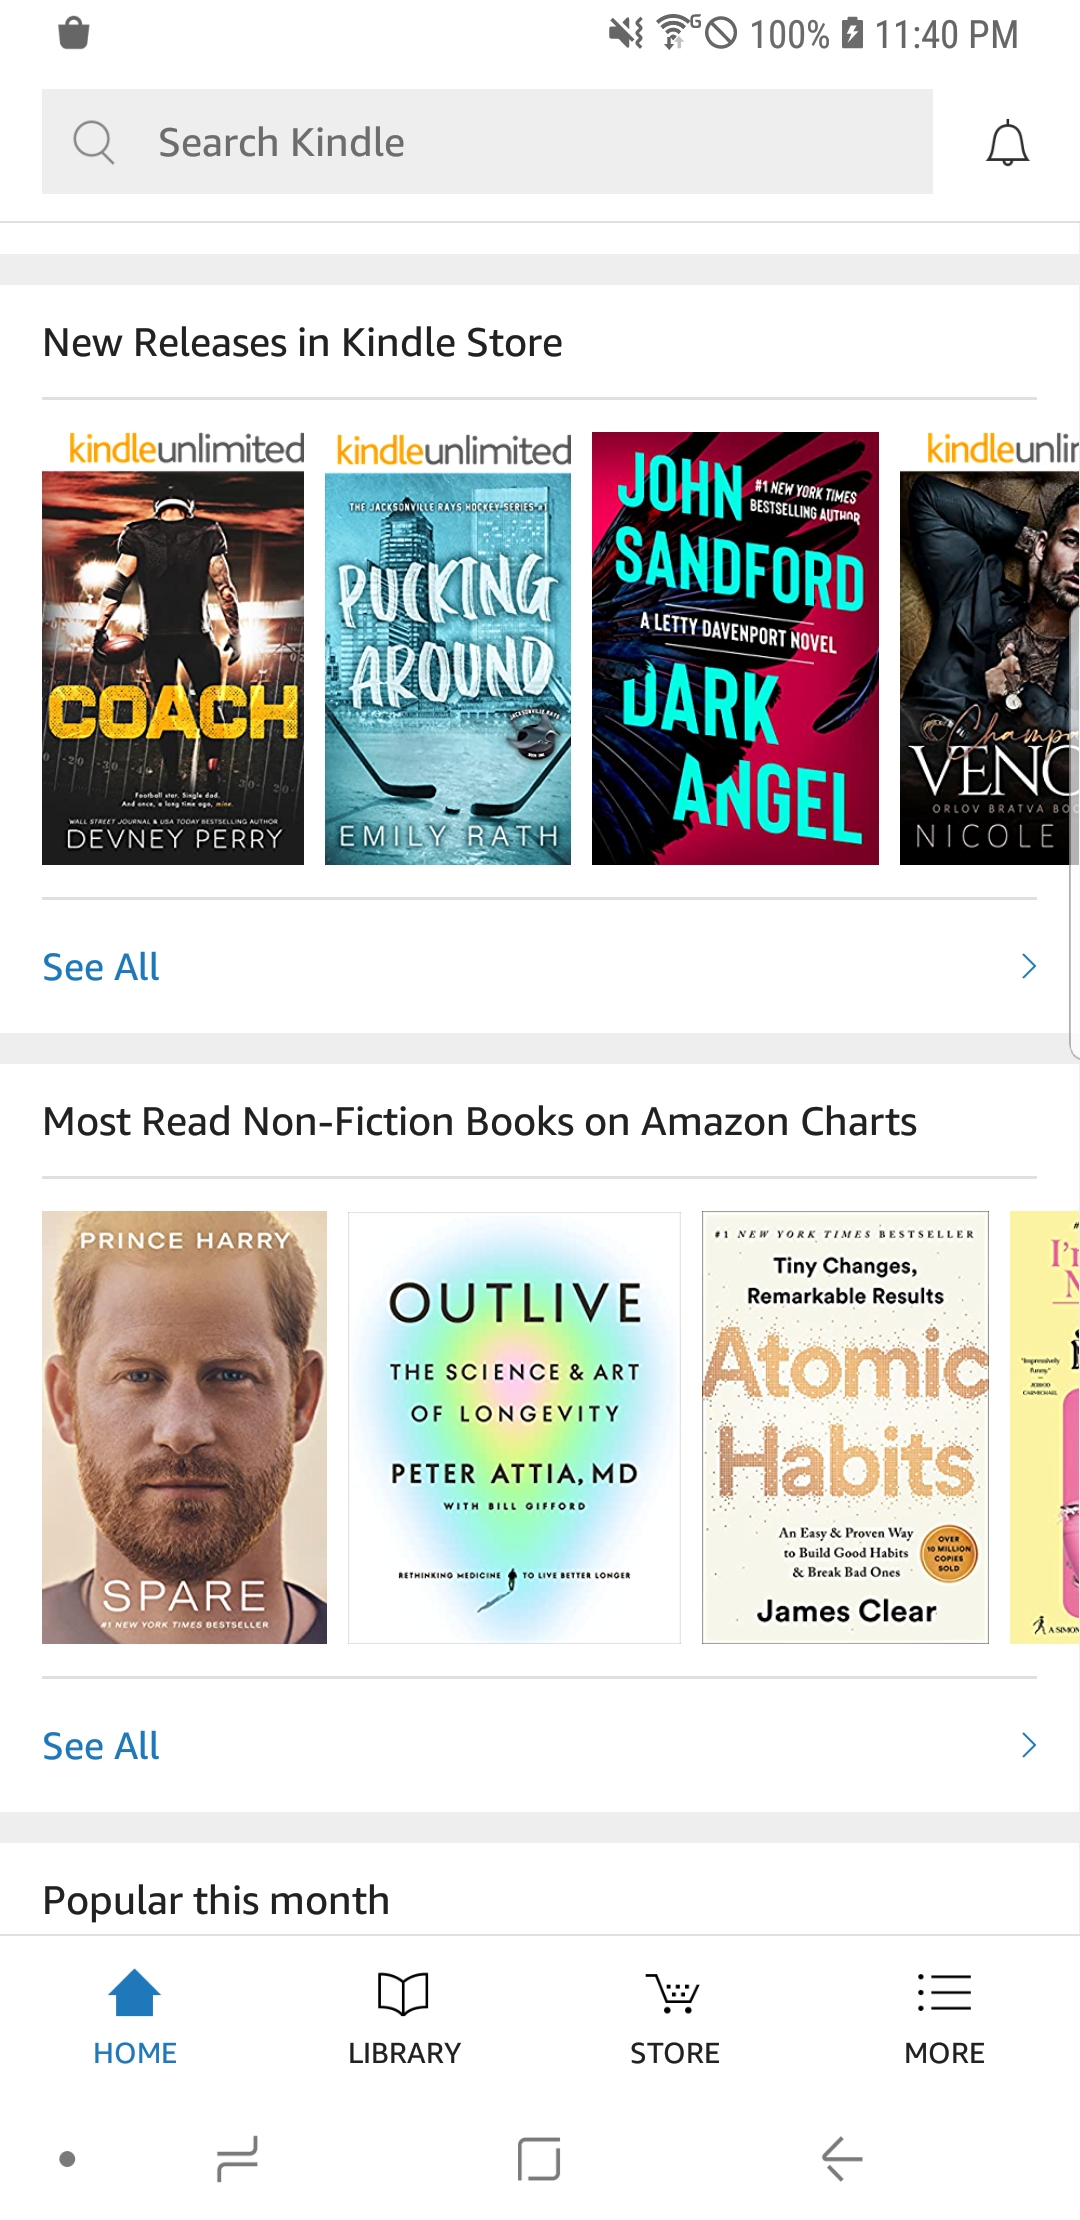 100% 11:40 PM
Search Kindle
New Releases in Kindle Store
kindleunlimited
COACH
Football star. Single dad.
And once, a long time ago, mine.
WALL STREET JOURNAL & USA TODAY BESTSELLING AUTHOR
DEVNEY PERRY
kindleunlimited
THE JACKSONVILLE RAYS HOCKEY SERIES #1
PUCKING
AROUND
EMILY RATH
JOHN
#1 NEW YORK TIMES
BESTSELLING AUTHOR
SANDFORD
A LETTY DAVENPORT NOVEL
DARK
ANGEL
kindleunlim
Champ
VENO
ORLOV BRATVA BO
NICOLE
See All
Most Read Non-Fiction Books on Amazon Charts
PRINCE HARRY
SPARE
#1 NEW YORK TIMES BESTSELLER
OUTLIVE
THE SCIENCE & ART
OF LONGEVITY
PETER ATTIA, MD
WITH BILL GIFFORD
RETHINKING MEDICINE TO LIVE BETTER LONGER
#1 NEW YORK TIMES BESTSELLER
Tiny Changes,
Remarkable Results
Atomic
Habits
An Easy & Proven Way
to Build Good Habits
& Break Bad Ones
OVER
10 MILLION
COPIES
SOLD
James Clear
I'm
"Impressively
funny."
JERROD
CARMICHAEL
A SIMON
See All
Popular this month
HOME
LIBRARY
STORE
MORE